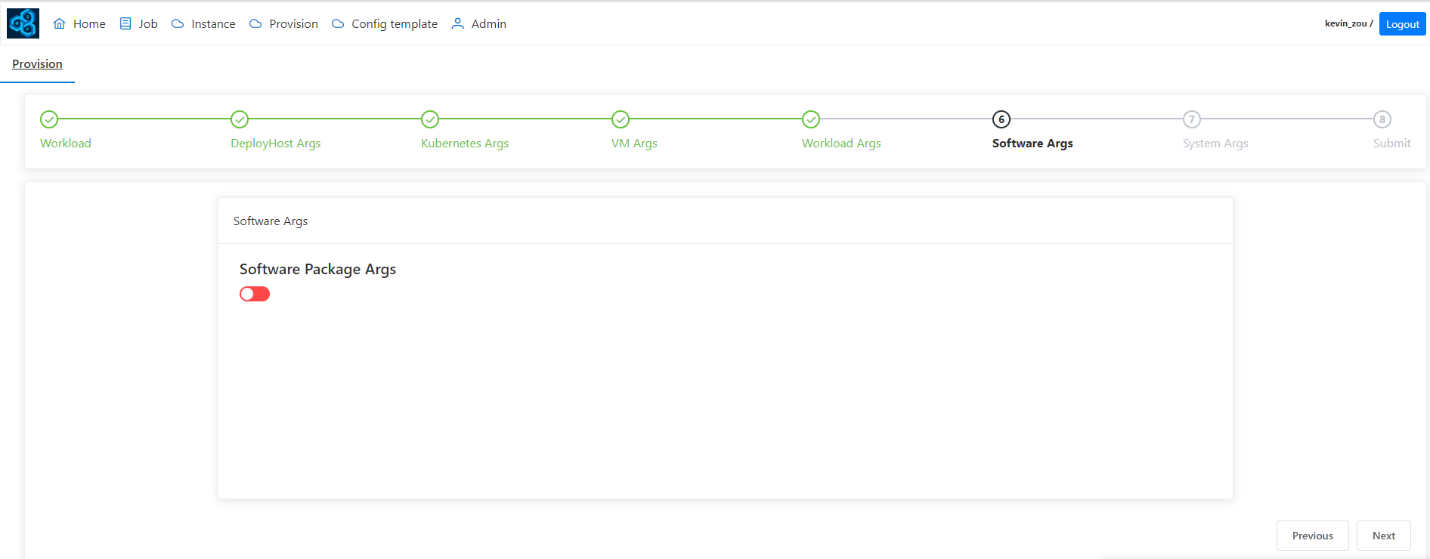 Home Job Instance Provision Config template Admin kevin_zou / Logout
Provision
6 7 8
Workload DeployHost Args Kubernetes Args VM Args Workload Args Software Args System Args Submit
Software Args
Software Package Args
Previous Next